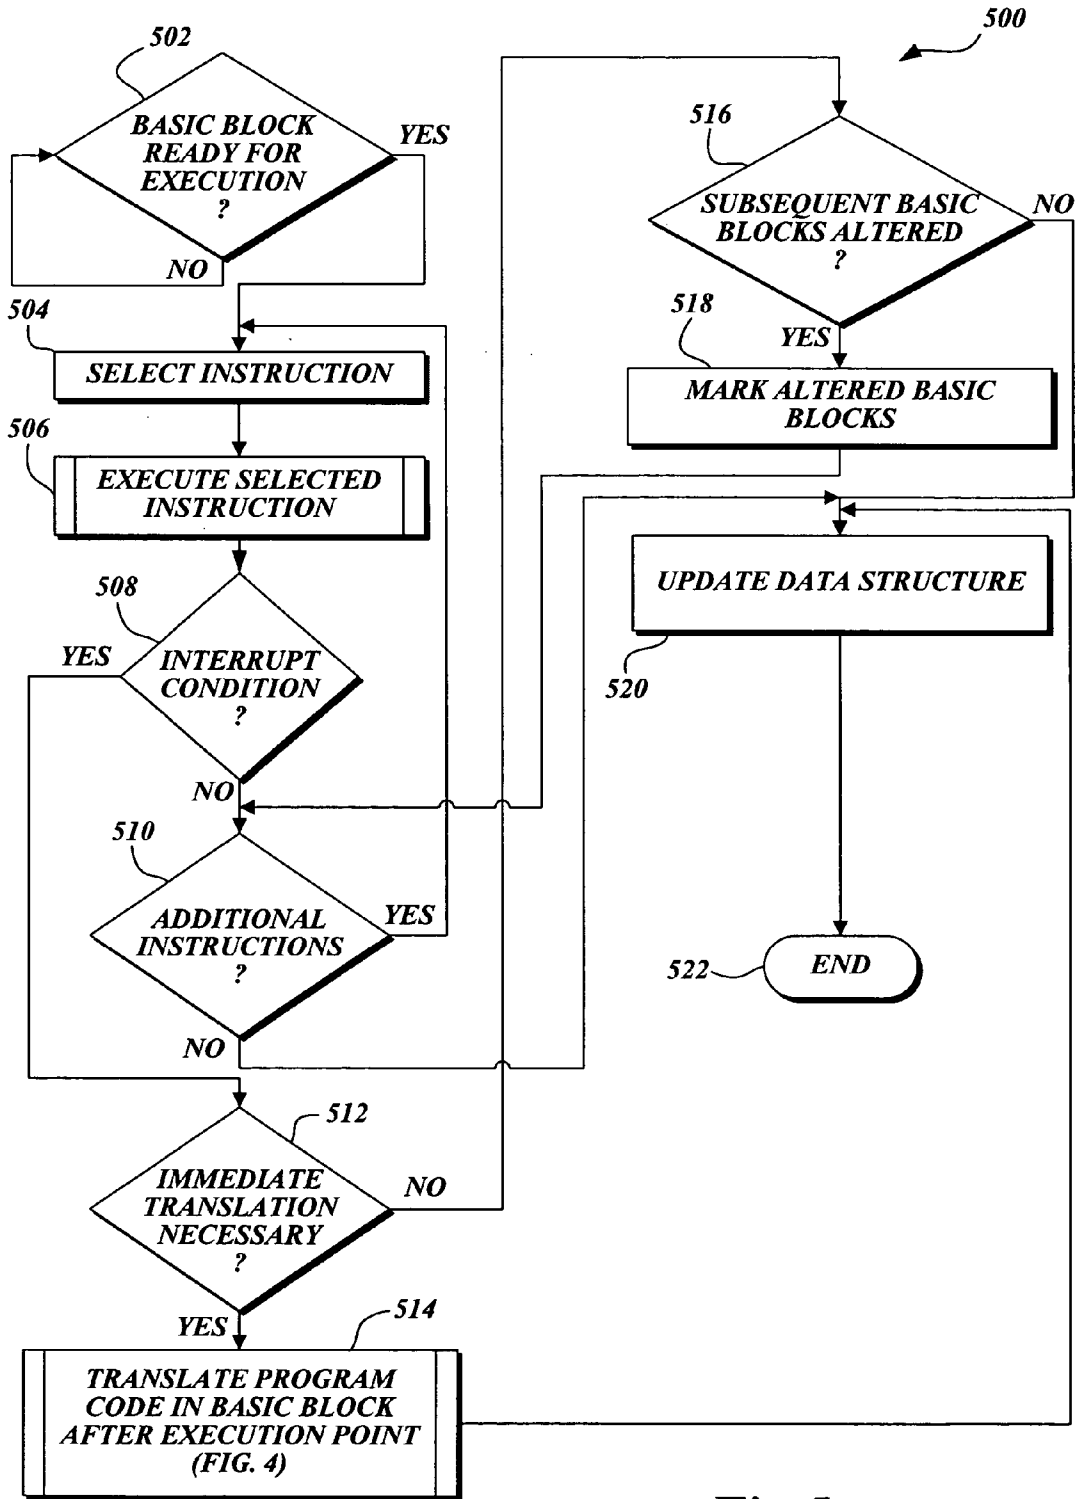 500
502
BASIC BLOCK
READY FOR
EXECUTION
?
YES
NO
504
SELECT INSTRUCTION
506
EXECUTE SELECTED
INSTRUCTION
508
YES
INTERRUPT
CONDITION
?
NO
510
ADDITIONAL
INSTRUCTIONS
?
YES
NO
512
IMMEDIATE
TRANSLATION
NECESSARY
?
NO
YES
514
TRANSLATE PROGRAM
CODE IN BASIC BLOCK
AFTER EXECUTION POINT
(FIG. 4)
516
SUBSEQUENT BASIC
BLOCKS ALTERED
?
NO
YES
518
MARK ALTERED BASIC
BLOCKS
UPDATE DATA STRUCTURE
520
522
END